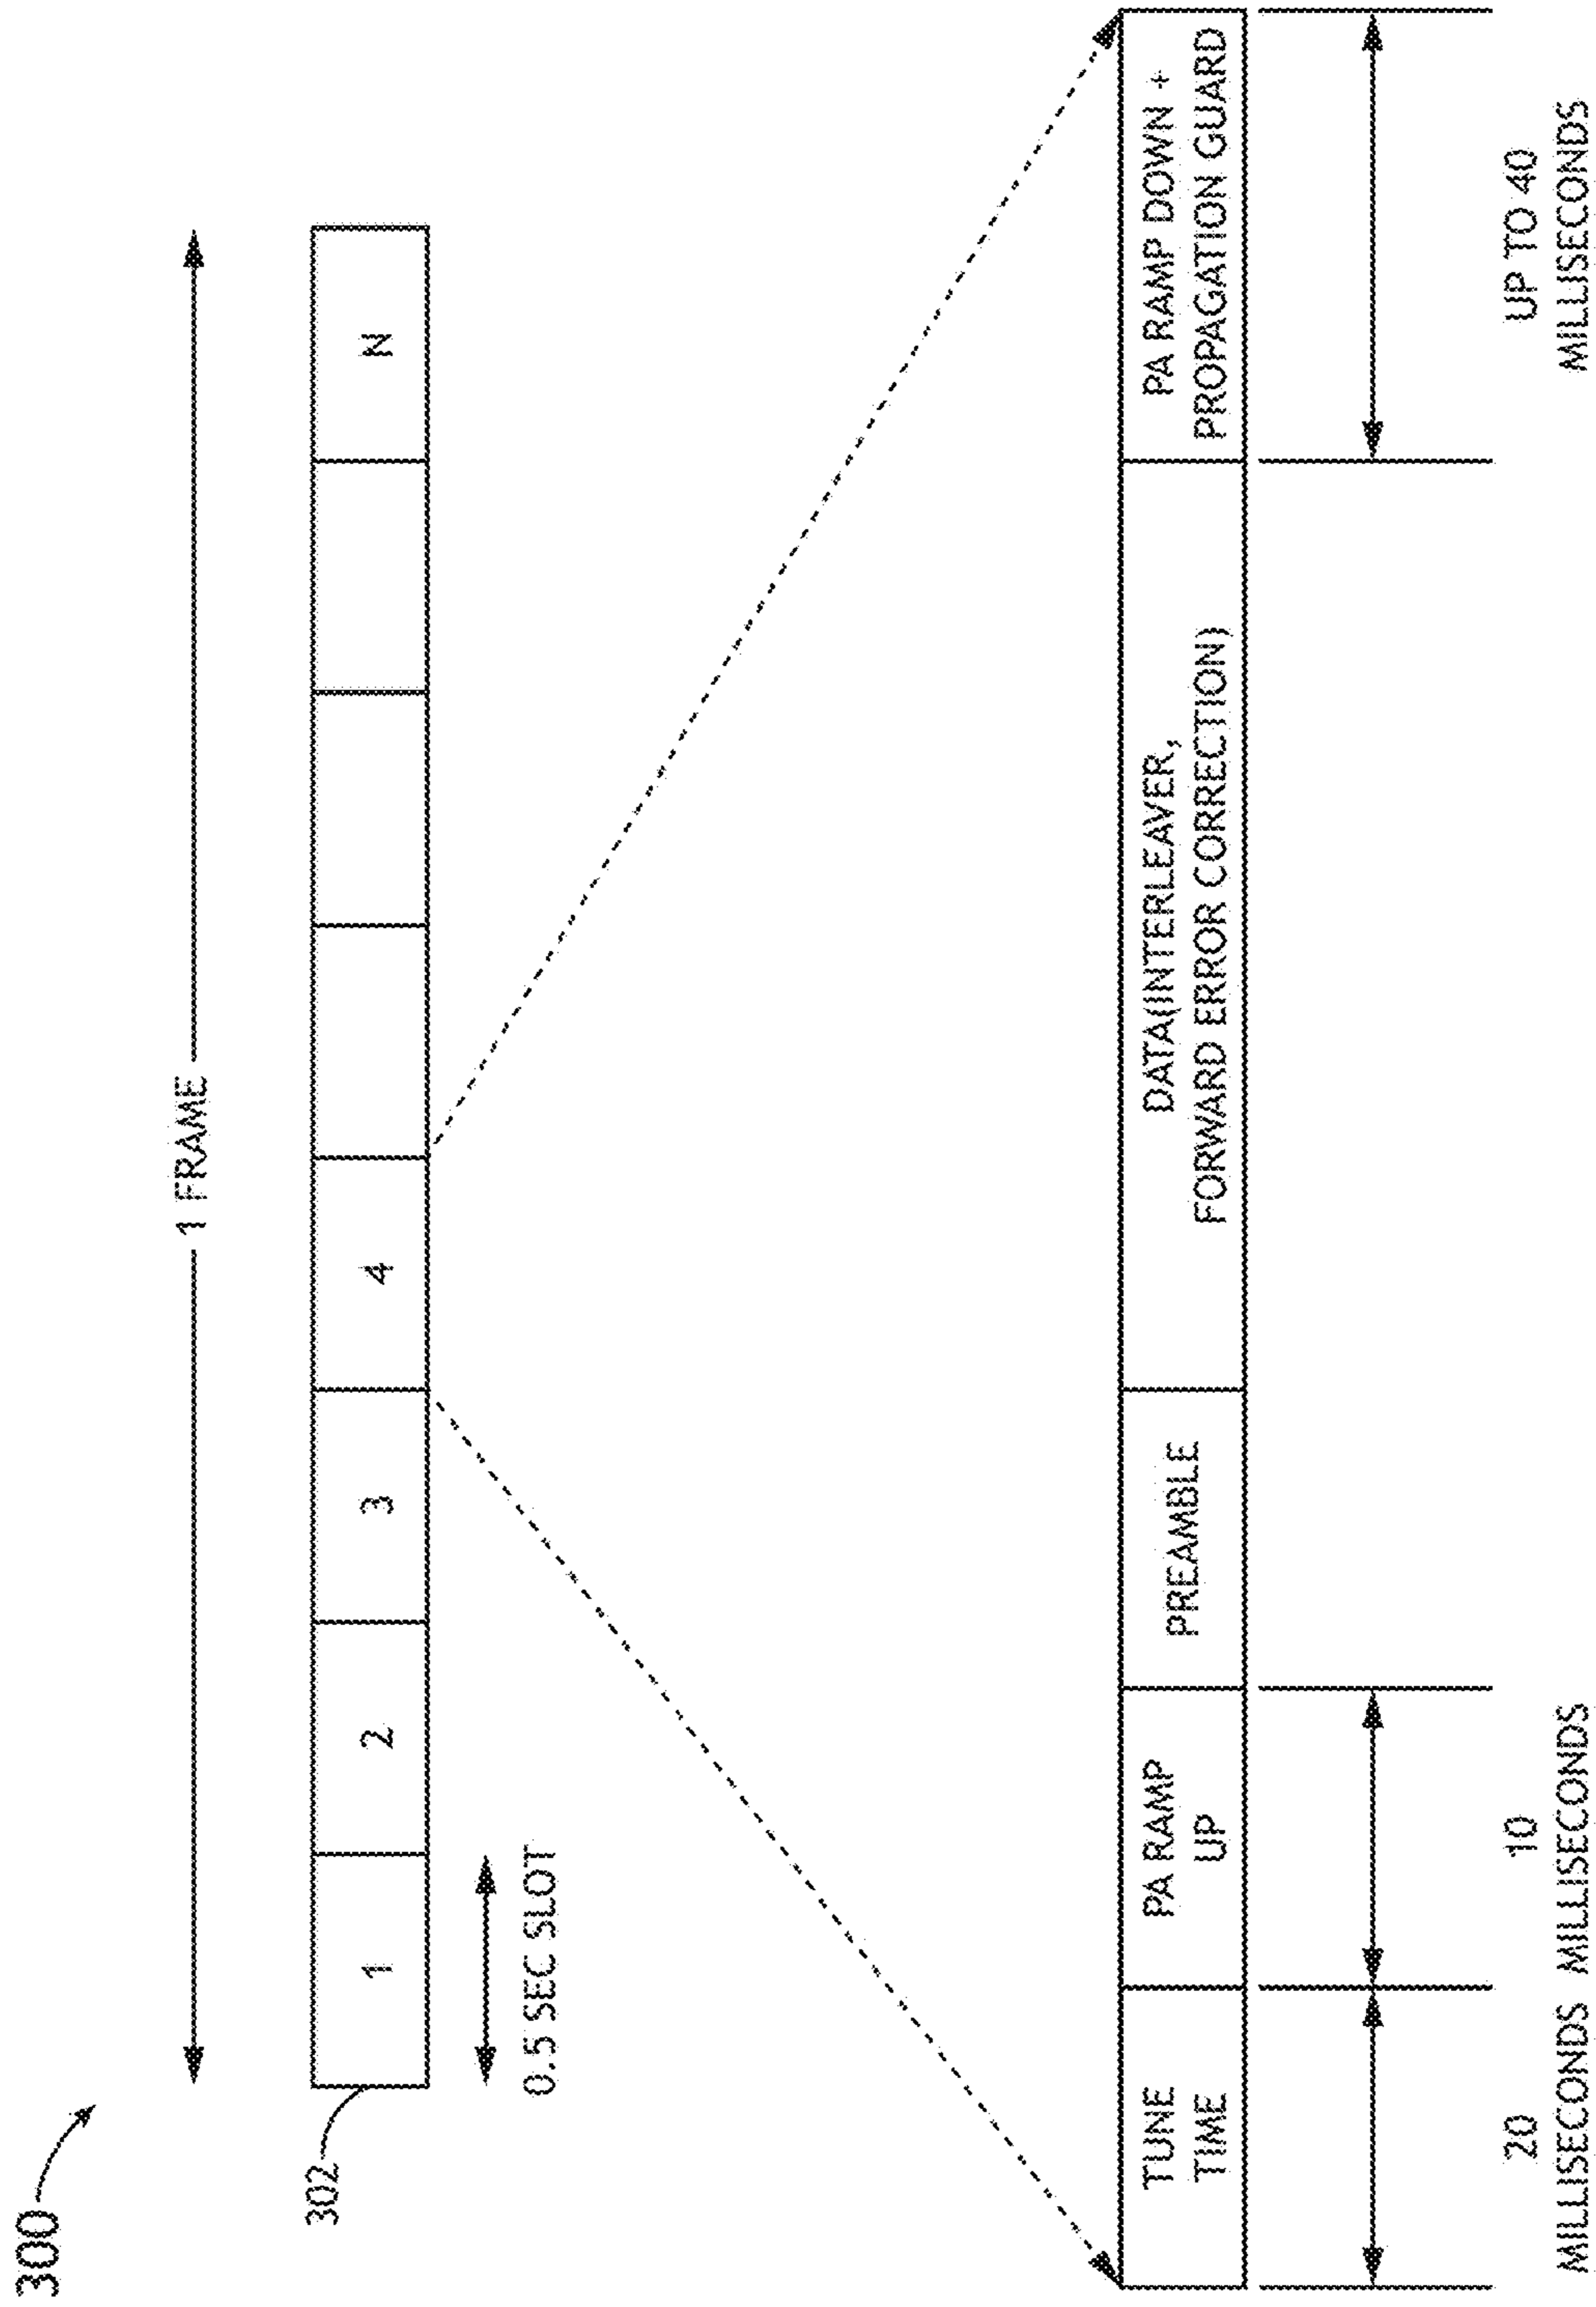 300
1 FRAME
302
1
2
3
4
N
0.5 SEC SLOT
TUNE
TIME
PA RAMP
UP
PREAMBLE
DATA(INTERLEAVER,
FORWARD ERROR CORRECTION)
PA RAMP DOWN +
PROPAGATION GUARD
20
MILLISECONDS
10
MILLISECONDS
UP TO 40
MILLISECONDS